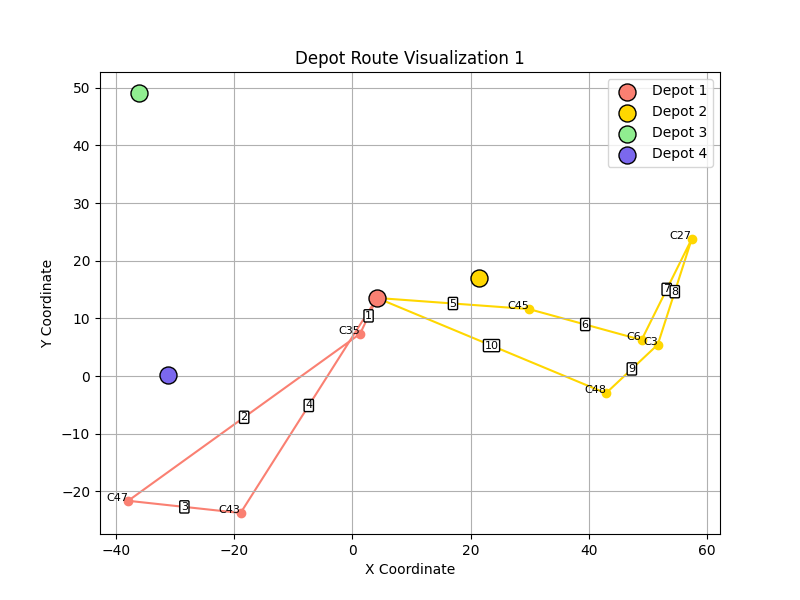 Depot Route Visualization 1
Depot 1
Depot 2
Depot 3
Depot 4
Y Coordinate
50
40
30
20
10
0
−10
−20
−40
−20
0
20
40
60
X Coordinate
C27
C45
C6
C3
C48
C35
C47
C43
1
2
3
4
5
6
7
8
9
10